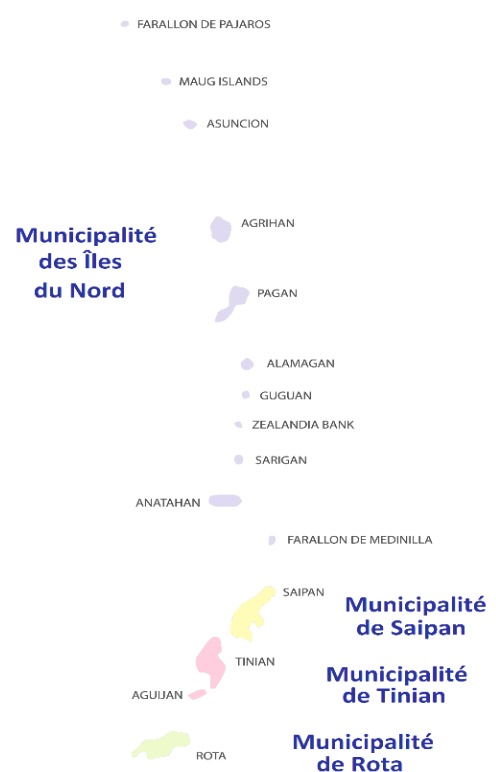 FARALLON DE PAJAROS
MAUG ISLANDS
ASUNCION
AGRIHAN
Municipalité
des Îles
du Nord
PAGAN
ALAMAGAN
GUGUAN
ZEALANDIA BANK
SARIGAN
ANATAHAN
FARALLON DE MEDINILLA
SAIPAN
Municipalité
de Saipan
TINIAN
Municipalité
de Tinian
AGUIJAN
Municipalité
de Rota
ROTA